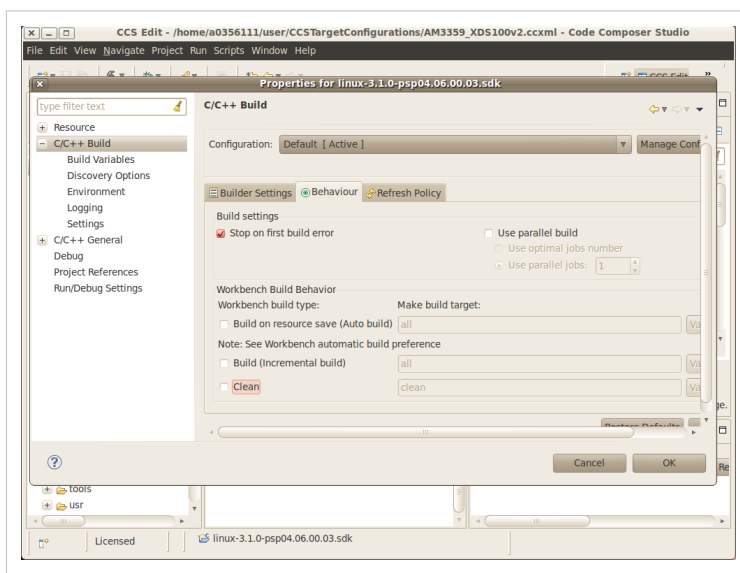 CCS Edit - /home/a0356111/user/CCSTargetConfigurations/AM3359_XDS100v2.ccxml - Code Composer Studio
File Edit View Navigate Project Run Scripts Window Help
Properties for linux-3.1.0-psp04.06.00.03.sdk
type filter text
Resource
C/C++ Build
Build Variables
Discovery Options
Environment
Logging
Settings
C/C++ General
Debug
Project References
Run/Debug Settings
C/C++ Build
Configuration: Default [ Active ] Manage Conf
Builder Settings Behaviour Refresh Policy
Build settings
Stop on first build error Use parallel build
Use optimal jobs number
Use parallel jobs: 1
Workbench Build Behavior
Workbench build type: Make build target:
Build on resource save (Auto build) all Va
Note: See Workbench automatic build preference
Build (Incremental build) all Va
Clean clean Va
Restore Defaults
Cancel OK
tools
usr
Licensed linux-3.1.0-psp04.06.00.03.sdk